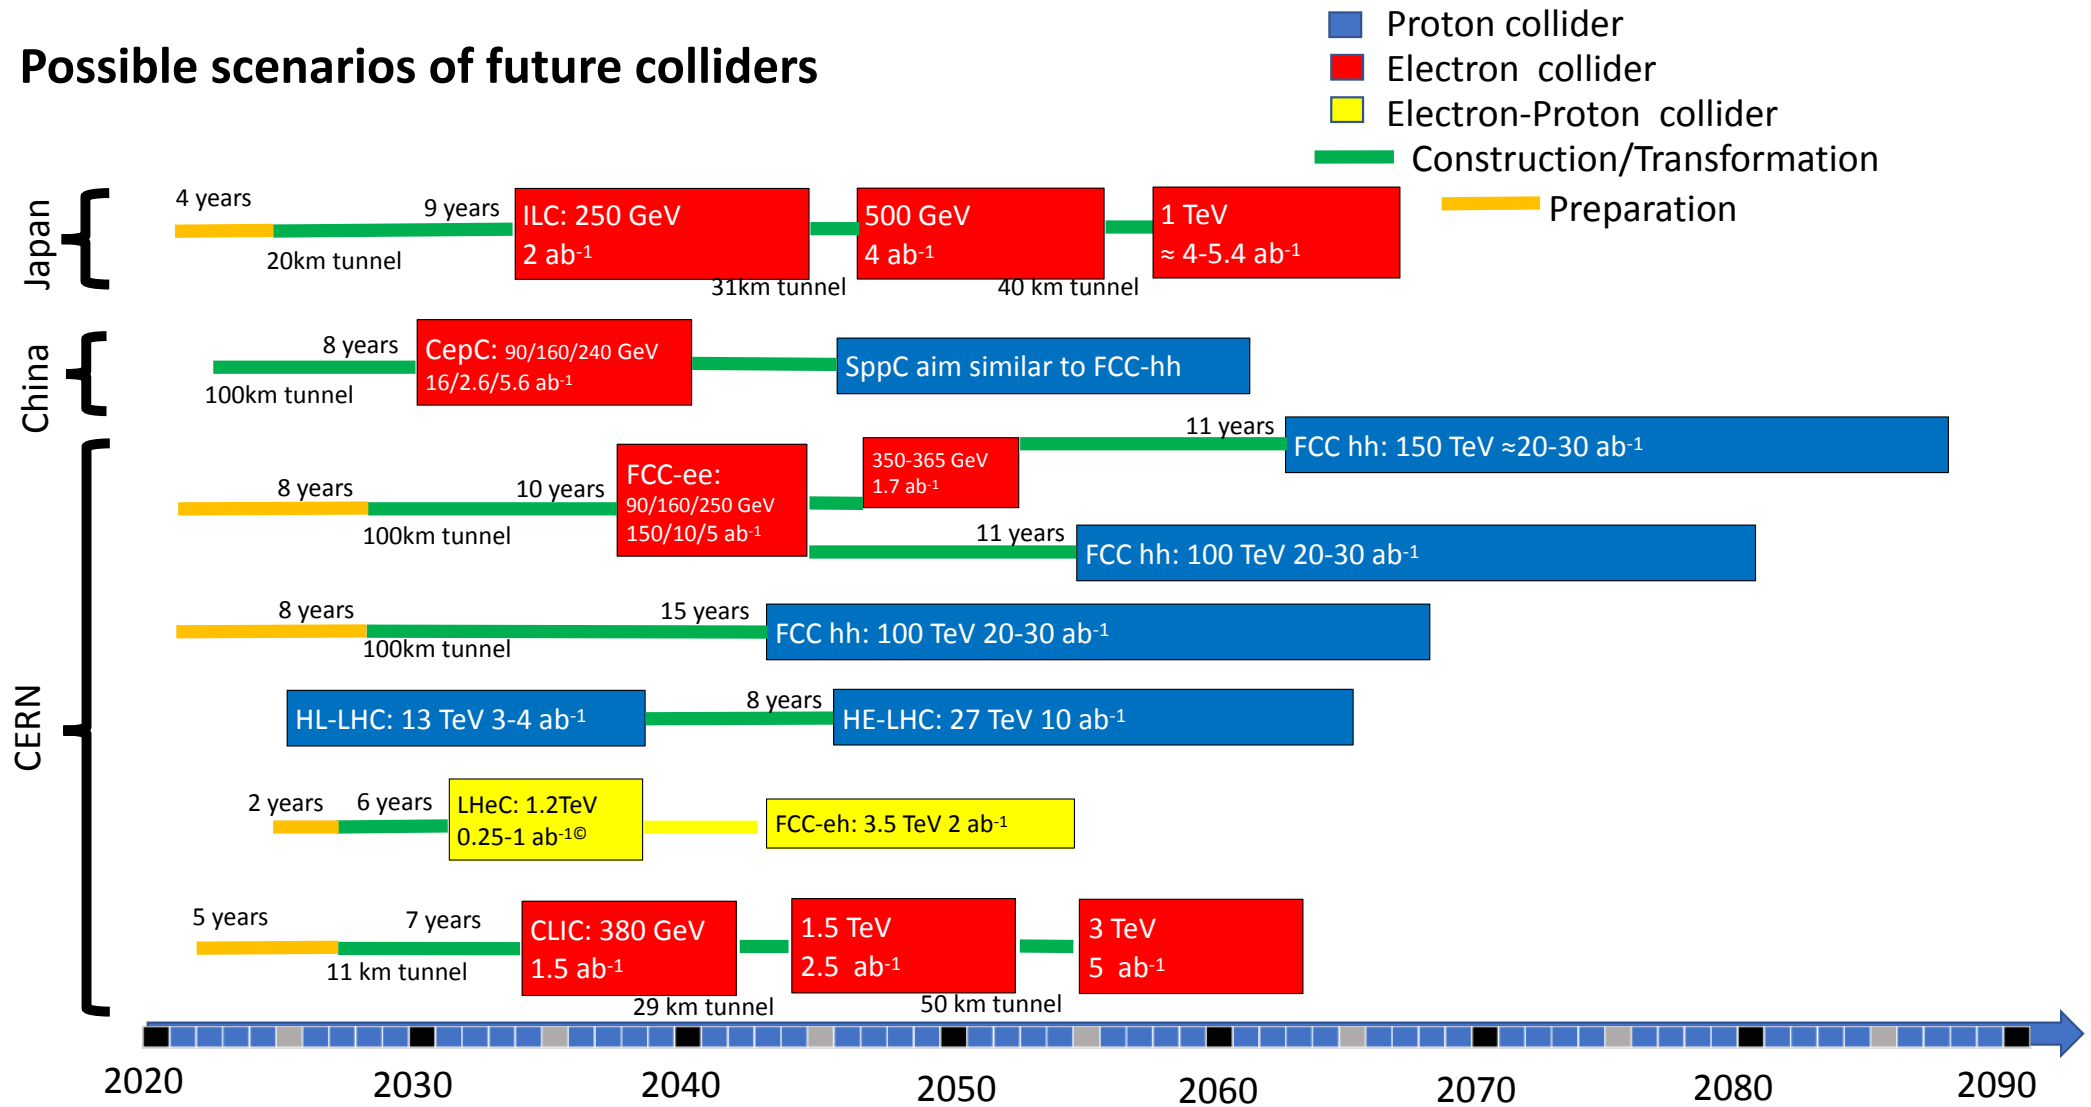 Possible scenarios of future colliders
Proton collider
Electron collider
Electron-Proton collider
Construction/Transformation
Preparation
Japan
4 years
9 years
20km tunnel
ILC: 250 GeV
2 ab-1
31km tunnel
500 GeV
4 ab-1
40 km tunnel
1 TeV
≈ 4-5.4 ab-1
China
8 years
100km tunnel
CepC: 90/160/240 GeV
16/2.6/5.6 ab-1
SppC aim similar to FCC-hh
CERN
8 years
10 years
100km tunnel
FCC-ee:
90/160/250 GeV
150/10/5 ab-1
350-365 GeV
1.7 ab-1
11 years
FCC hh: 150 TeV ≈20-30 ab-1
11 years
FCC hh: 100 TeV 20-30 ab-1
8 years
15 years
100km tunnel
FCC hh: 100 TeV 20-30 ab-1
HL-LHC: 13 TeV 3-4 ab-1
8 years
HE-LHC: 27 TeV 10 ab-1
2 years
6 years
LHeC: 1.2TeV
0.25-1 ab-1©
FCC-eh: 3.5 TeV 2 ab-1
5 years
7 years
11 km tunnel
CLIC: 380 GeV
1.5 ab-1
29 km tunnel
1.5 TeV
2.5 ab-1
50 km tunnel
3 TeV
5 ab-1
2020 2030 2040 2050 2060 2070 2080 2090